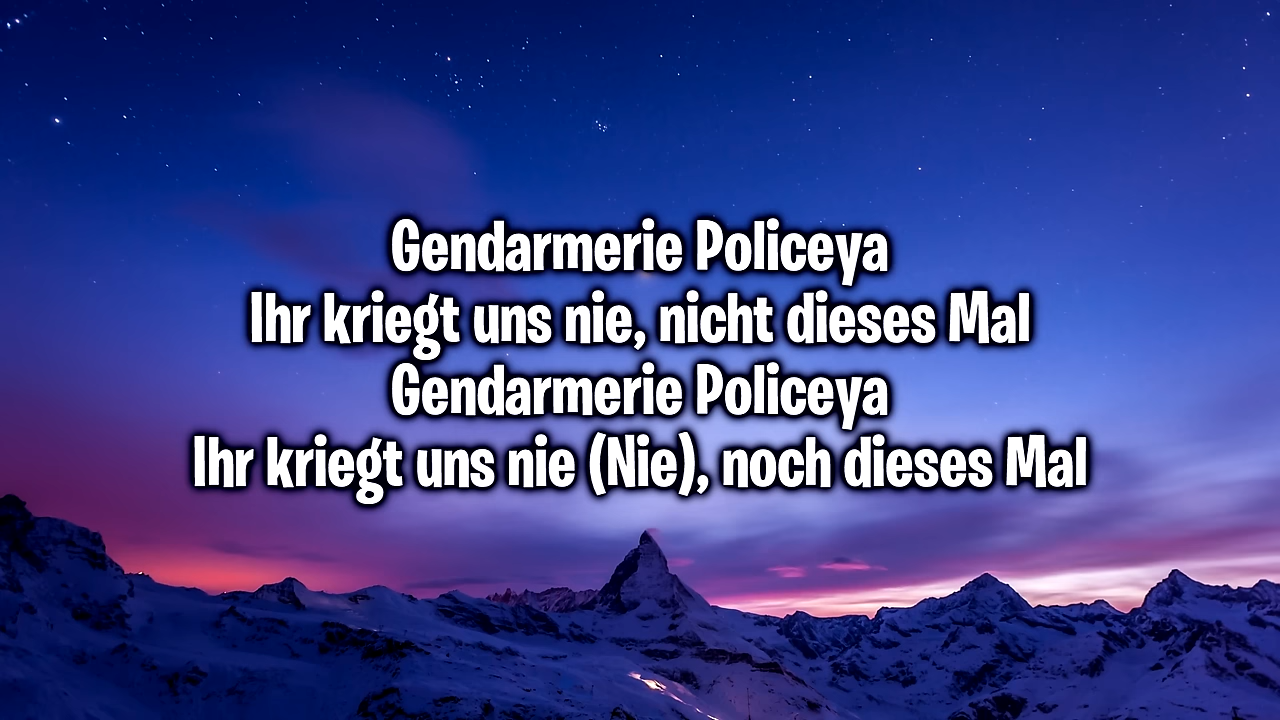 Gendarmerie Policeya
Ihr kriegt uns nie, nicht dieses Mal
Gendarmerie Policeya
Ihr kriegt uns nie (Nie), noch dieses Mal